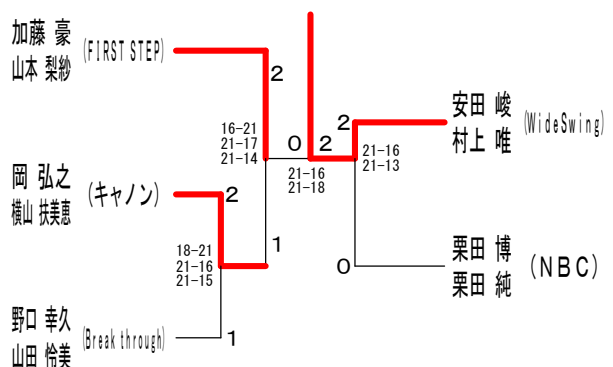 加藤 豪
山本 梨紗
(FIRST STEP)
2
16-21
21-17
21-14
岡 弘之
横山 扶美恵
(キャノン)
2
1
18-21
21-16
21-15
野口 幸久
山田 怜美
(Break through)
1
0
2
21-16
21-18
安田 峻
村上 唯
(WideSwing)
2
21-16
21-13
栗田 博
栗田 純
(NBC)
0